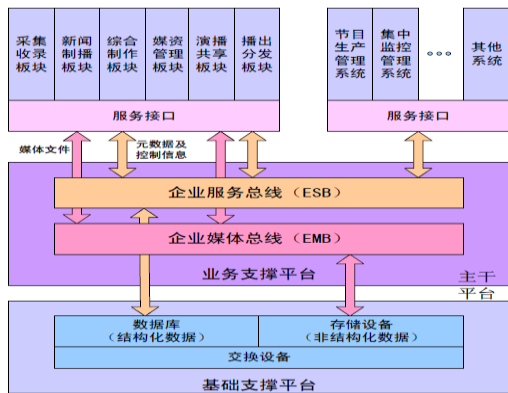 采集
收录
板块
新闻
制播
板块
综合
制作
板块
媒资
管理
板块
演播
共享
板块
播出
分发
板块
节目
生产
管理
系统
集中
监控
管理
系统
其他
系统
服务接口
服务接口
媒体文件
元数据及
控制信息
企业服务总线(ESB)
企业媒体总线(EMB)
业务支撑平台
主干
平台
数据库
(结构化数据)
存储设备
(非结构化数据)
交换设备
基础支撑平台